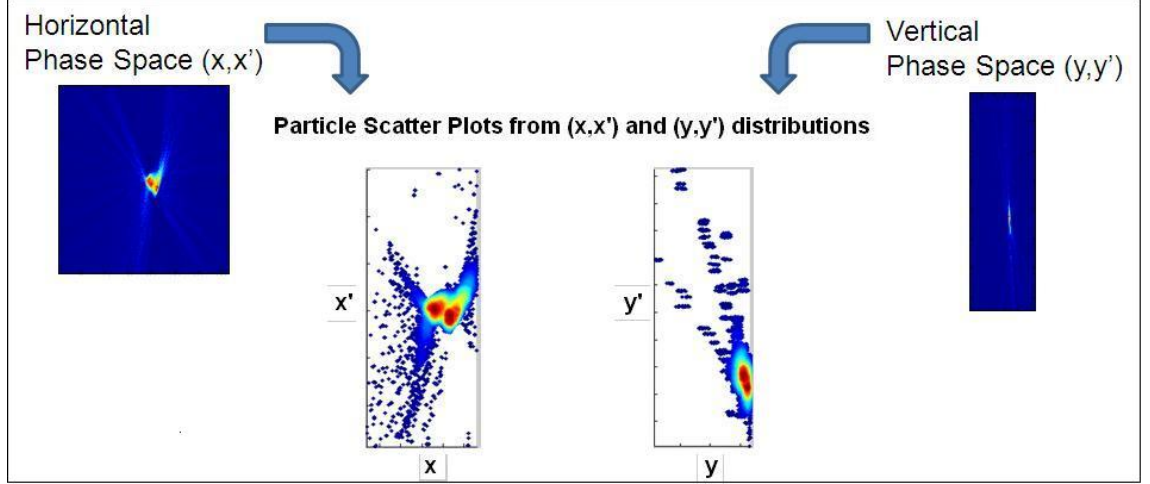 Horizontal
Phase Space (x,x’)
Vertical
Phase Space (y,y’)
Particle Scatter Plots from (x,x') and (y,y') distributions
x'
y'
x
y